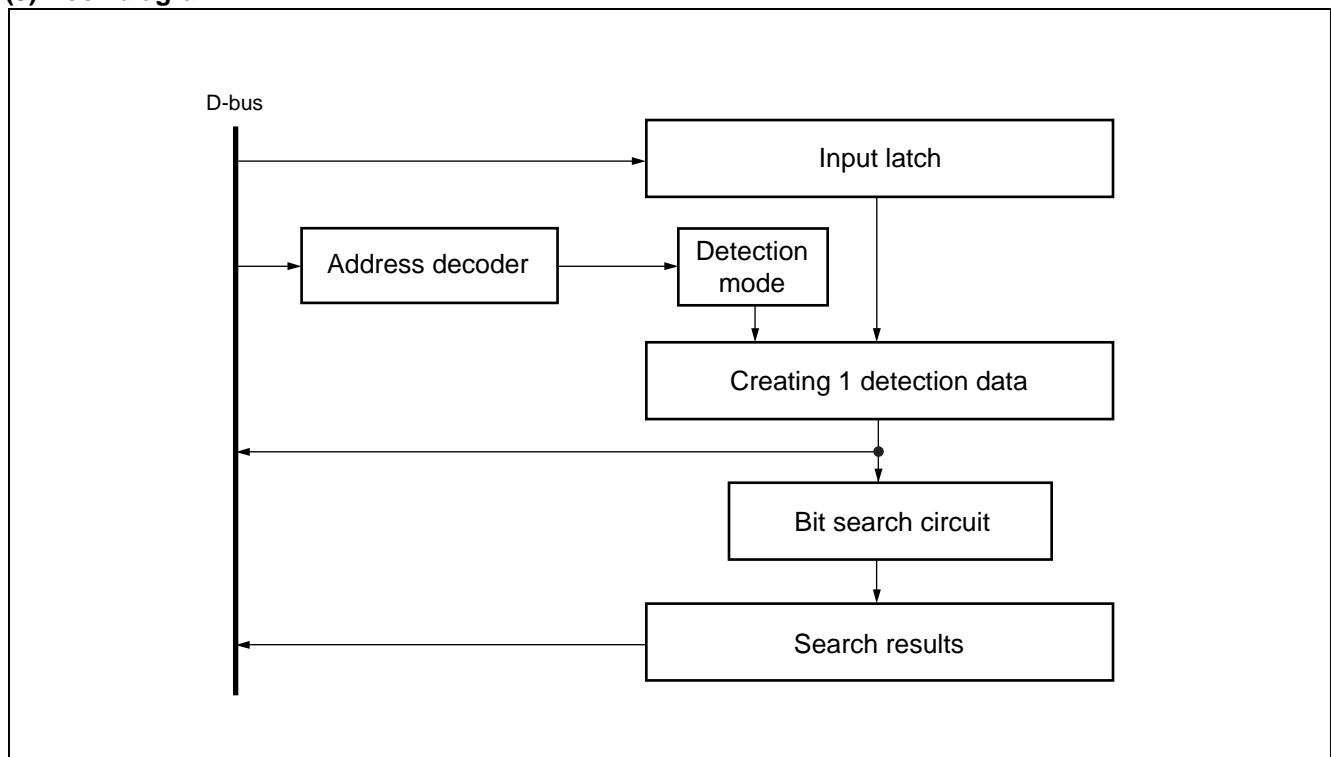 D-bus
Input latch
Address decoder
Detection
mode
Creating 1 detection data
Bit search circuit
Search results